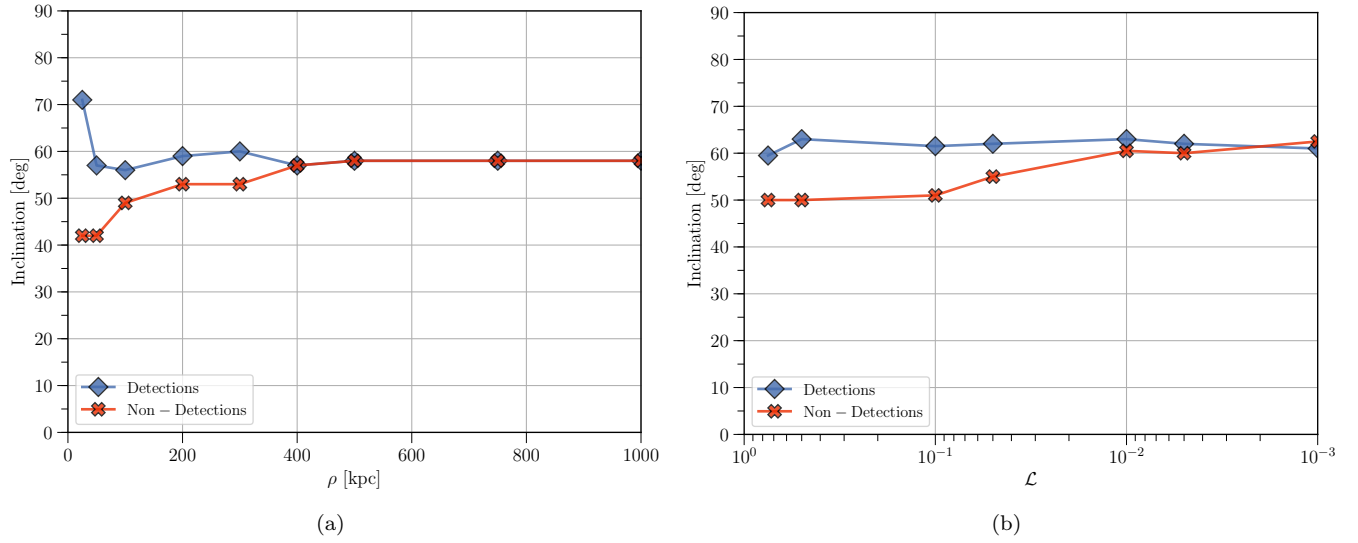 90
80
70
60
50
40
30
20
10
0
Inclination [deg]
Detections
Non − Detections
0 200 400 600 800 1000
ρ [kpc]
(a)
90
80
70
60
50
40
30
20
10
0
Inclination [deg]
Detections
Non − Detections
10⁰ 10⁻¹ 10⁻² 10⁻³
ℒ
(b)